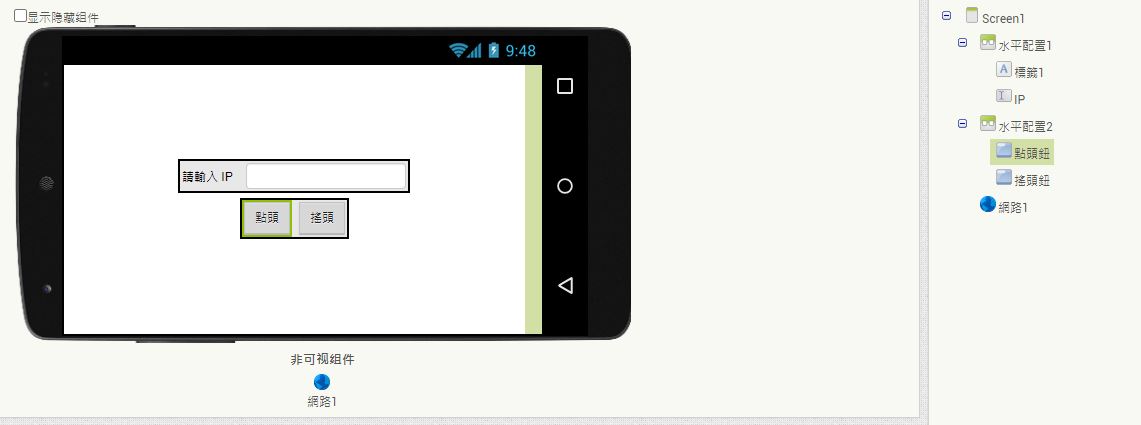 显示隐藏组件
9:48
請輸入 IP
點頭 搖頭
非可视组件
網路1
Screen1
水平配置1
A 標籤1
IP
水平配置2
點頭鈕
搖頭鈕
網路1